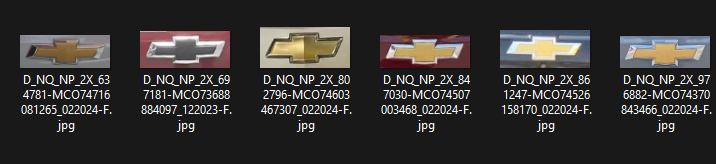 D_NQ_NP_2X_63
4781-MCO74716
081265_022024-F.
jpg
D_NQ_NP_2X_69
7181-MCO73688
884097_122023-F.
jpg
D_NQ_NP_2X_80
2796-MCO74603
467307_022024-F.
jpg
D_NQ_NP_2X_84
7030-MCO74507
003468_022024-F.
jpg
D_NQ_NP_2X_86
1247-MCO74526
158170_022024-F.
jpg
D_NQ_NP_2X_97
6882-MCO74370
843466_022024-F.
jpg